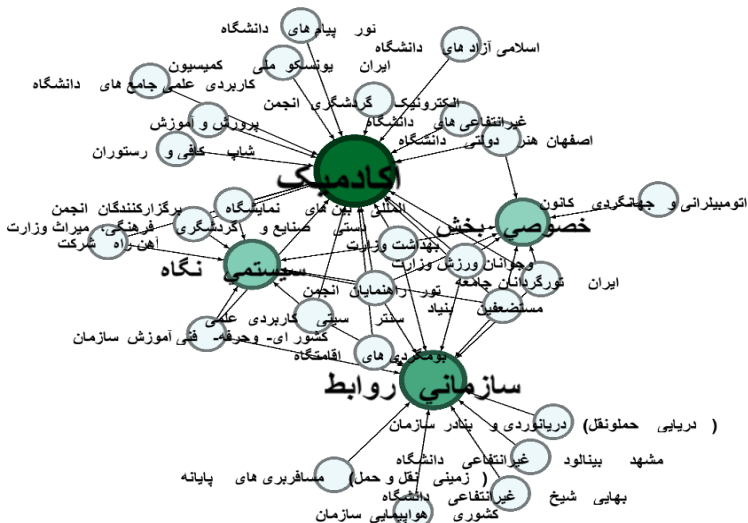 نور پیام های دانشگاه
اسلامی آزاد های دانشگاه
ایران یونسکو ملی کمیسیون
کاربردی علمی جامع های دانشگاه
الکترونیک گردشگری انجمن
غیرانتفاعی های دانشگاه
پرورش و آموزش
اصفهان هنر دولتی دانشگاه
شاپ کافی و رستوران
آکادمیک
اتومبیلرانی و جهانگردی کانون
المللی بین های نمایشگاه برگزارکنندگان انجمن
خصوصي بخش
دستی صنایع و گردشگری فرهنگی، میراث وزارت
آهن راه شرکت
بهداشت وزارت
وجوانان ورزش وزارت
سيستمي نگاه
ایران تورگردانان جامعه
تور راهنمایان انجمن
مستضعفین بنیاد
سنتر سیتی کاربردی علمی
کشور ای- وحرفه- فنی آموزش سازمان
بومگردی های اقامتگاه
سازماني روابط
( دریایی حملونقل) دریانوردی و بنادر سازمان
مشهد بینالود غیرانتفاعی دانشگاه
( زمینی نقل و حمل) مسافربری های پایانه
بهایی شیخ غیرانتفاعی دانشگاه
کشوری هواپیمایی سازمان